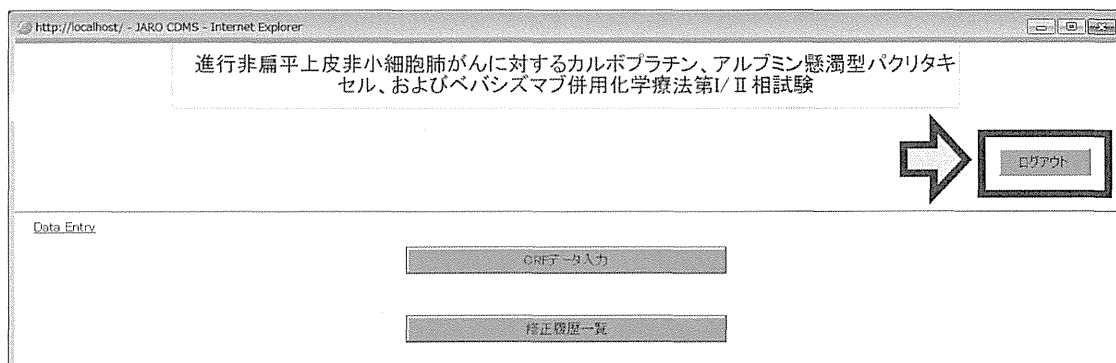 http://localhost/ - JARO CDMS - Internet Explorer
進行非扁平上皮非小細胞肺がんに対するカルボプラチン、アルブミン懸濁型パクリタキ
セル、およびベバシズマブ併用化学療法第I/Ⅱ相試験
ログアウト
Data Entry
CRFデータ入力
修正履歴一覧